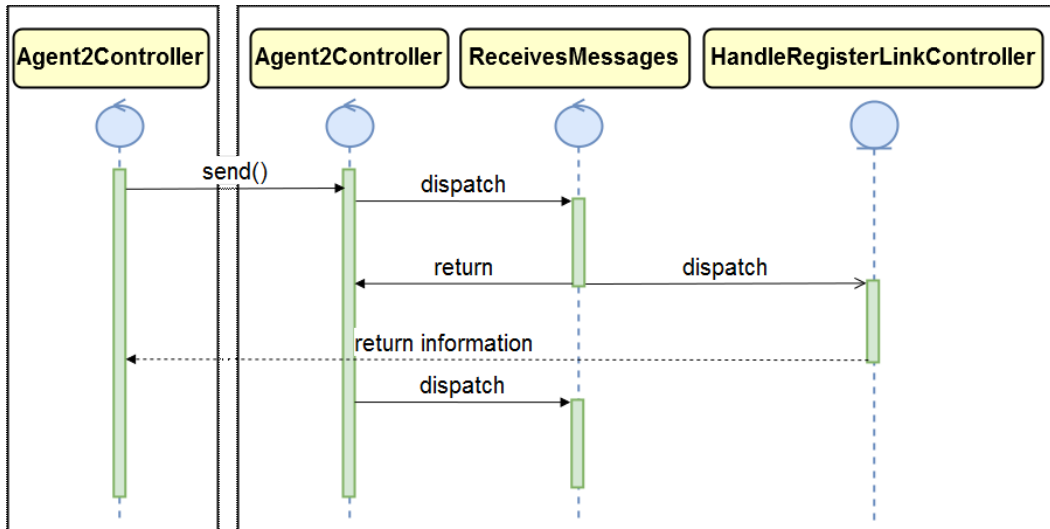 Agent2Controller
Agent2Controller
ReceivesMessages
HandleRegisterLinkController
send()
dispatch
return
dispatch
return information
dispatch